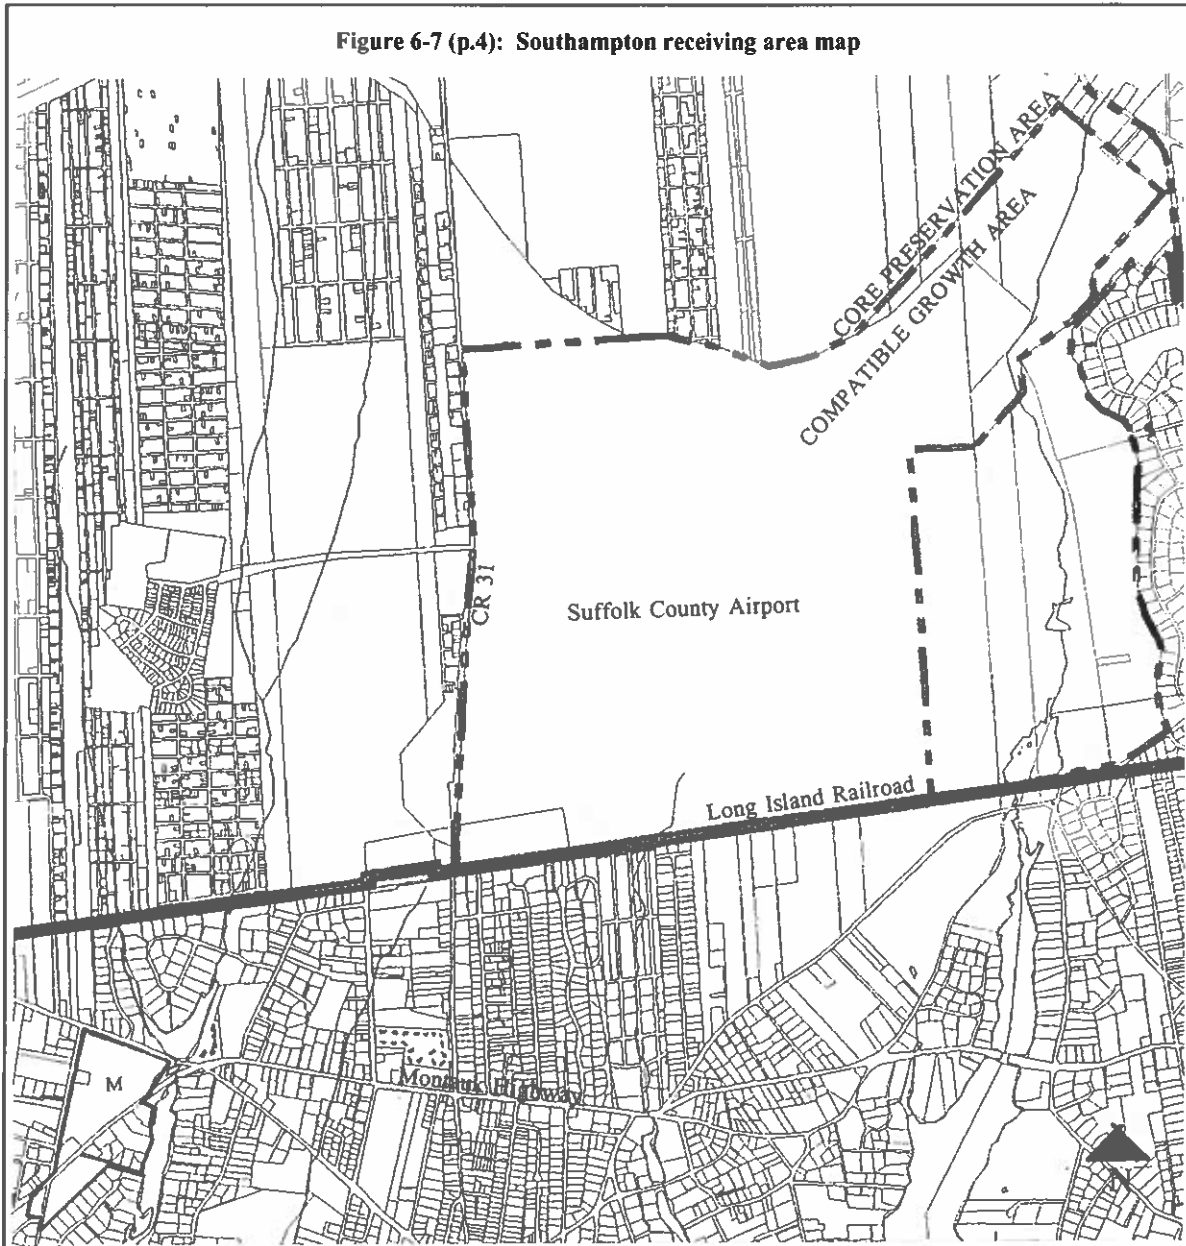 Figure 6-7 (p.4): Southampton receiving area map
CORE PRESERVATION AREA
COMPATIBLE GROWTH AREA
CR 31
Suffolk County Airport
Long Island Railroad
M
Montauk Highway